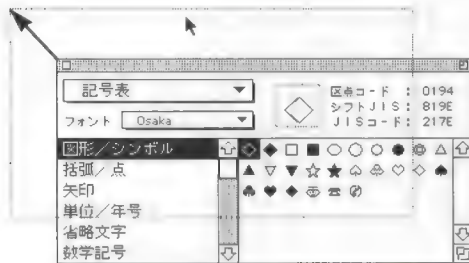 記号表
区点コード : 0194
シフトJIS : 819E
JISコード : 217E
フォント Osaka
図形／シンボル
括弧／点
矢印
単位／年号
省略文字
数学記号
◇◆□■○○○●◎△
▲▽▼☆★♤♧♡♢♠
♣♥♦